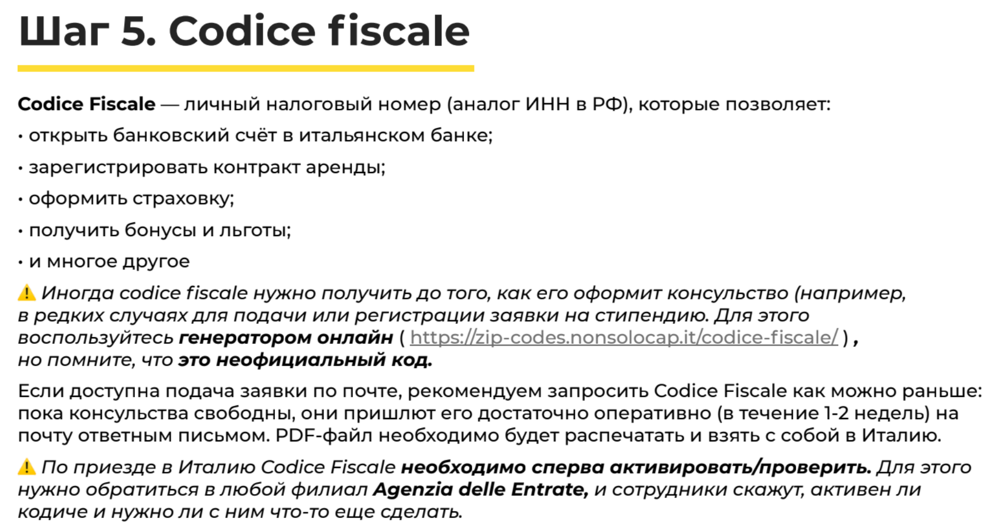 Шаг 5. Codice fiscale
Codice Fiscale — личный налоговый номер (аналог ИНН в РФ), которые позволяет:
· открыть банковский счёт в итальянском банке;
· зарегистрировать контракт аренды;
· оформить страховку;
· получить бонусы и льготы;
· и многое другое
⚠️ Иногда codice fiscale нужно получить до того, как его оформит консульство (например,
в редких случаях для подачи или регистрации заявки на стипендию. Для этого
воспользуйтесь генератором онлайн ( https://zip-codes.nonsolocap.it/codice-fiscale/ ) ,
но помните, что это неофициальный код.
Если доступна подача заявки по почте, рекомендуем запросить Codice Fiscale как можно раньше:
пока консульства свободны, они пришлют его достаточно оперативно (в течение 1-2 недель) на
почту ответным письмом. PDF-файл необходимо будет распечатать и взять с собой в Италию.
⚠️ По приезде в Италию Codice Fiscale необходимо сперва активировать/проверить. Для этого
нужно обратиться в любой филиал Agenzia delle Entrate, и сотрудники скажут, активен ли
кодиче и нужно ли с ним что-то еще сделать.